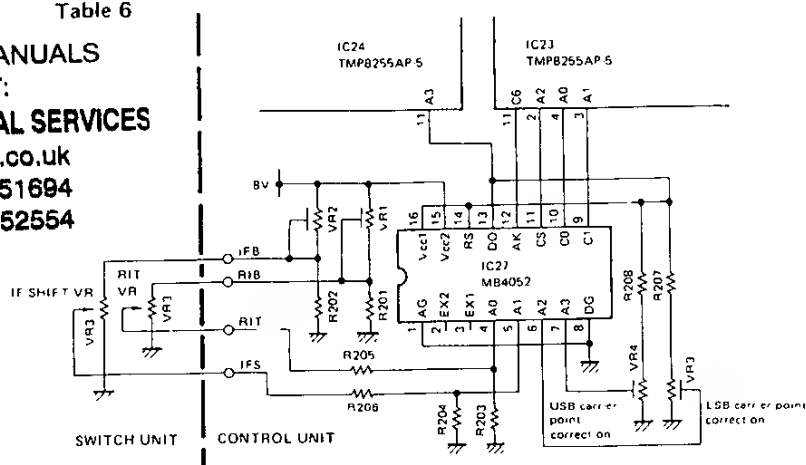 Table 6
ANUALS
T:
AL SERVICES
.co.uk
51694
52554
IC24
TMP8255AP-5
IC23
TMP8255AP-5
A3
11
C6
A2
A0
A1
11
2
4
3
8V
VR2
VR1
16
15
14
13
12
11
10
9
Vcc1
Vcc2
RS
DO
AK
CS
C0
C1
IC27
MB4052
AG
EX2
EX1
A0
A1
A2
A3
DG
1
2
3
4
5
6
7
8
IFB
RIB
RIT
IFS
IF SHIFT VR
RIT
VR
VR3
VR3
R202
R201
R205
R206
R204
R203
R208
R207
VR4
VR3
USB carrier
point
correction
LSB carrier point
correction
SWITCH UNIT
CONTROL UNIT